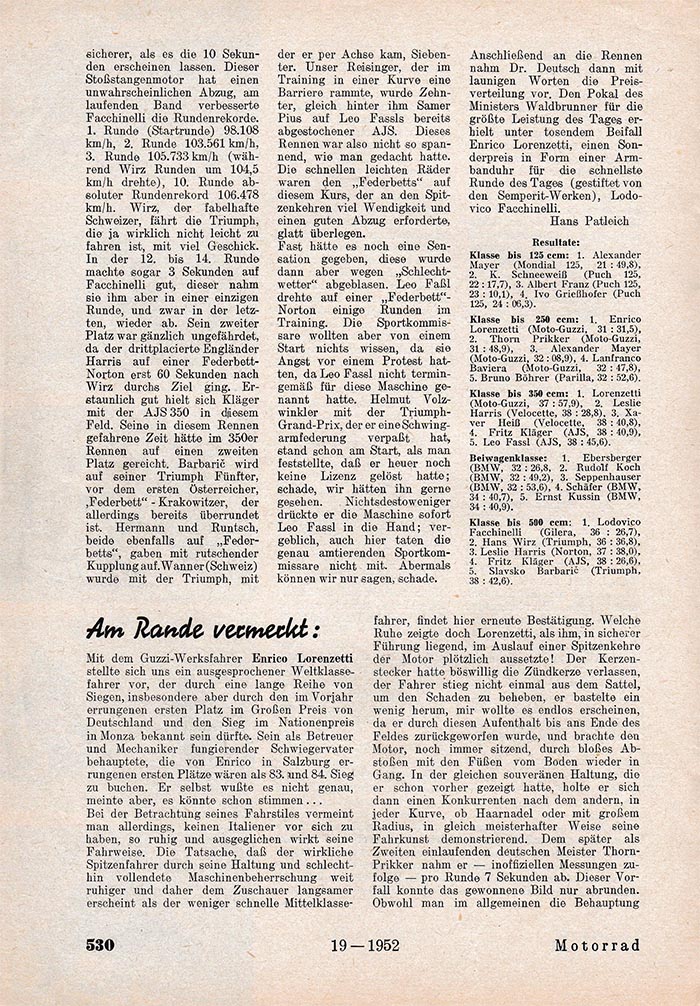 sicherer, als es die 10 Sekun-
den erscheinen lassen. Dieser
Stoßstangenmotor hat einen
unwahrscheinlichen Abzug, am
laufenden Band verbesserte
Facchinelli die Rundenrekorde.
1. Runde (Startrunde) 98.108
km/h, 2. Runde 103.561 km/h,
3. Runde 105.733 km/h (wäh-
rend Wirz Runden um 104,5
km/h drehte), 10. Runde ab-
soluter Rundenrekord 106.478
km/h. Wirz, der fabelhafte
Schweizer, fährt die Triumph,
die ja wirklich nicht leicht zu
fahren ist, mit viel Geschick.
In der 12. bis 14. Runde
machte sogar 3 Sekunden auf
Facchinelli gut, dieser nahm
sie ihm aber in einer einzigen
Runde, und zwar in der letz-
ten, wieder ab. Sein zweiter
Platz war gänzlich ungefährdet,
da der drittplacierte Engländer
Harris auf einer Federbett-
Norton erst 60 Sekunden nach
Wirz durchs Ziel ging. Er-
staunlich gut hielt sich Kläger
mit der AJS 350 in diesem
Feld. Seine in diesem Rennen
gefahrene Zeit hätte im 350er
Rennen auf einen zweiten
Platz gereicht. Barbarič wird
auf seiner Triumph Fünfter,
vor dem ersten Österreicher,
„Federbett“ - Krakowitzer, der
allerdings bereits überrundet
ist. Hermann und Runtsch,
beide ebenfalls auf „Feder-
betts“, gaben mit rutschender
Kupplung auf. Wanner (Schweiz)
wurde mit der Triumph, mit
der er per Achse kam, Sieben-
ter. Unser Reisinger, der im
Training in einer Kurve eine
Barriere rammte, wurde Zehn-
ter, gleich hinter ihm Samer
Pius auf Leo Fassls bereits
abgestochener AJS. Dieses
Rennen war also nicht so span-
nend, wie man gedacht hatte.
Die schnellen leichten Räder
waren den „Federbetts“ auf
diesem Kurs, der an den Spit-
zenkehren viel Wendigkeit und
einen guten Abzug erforderte,
glatt überlegen.
Fast hätte es noch eine Sen-
sation gegeben, diese wurde
dann aber wegen „Schlecht-
wetter“ abgeblasen. Leo Faßl
drehte auf einer „Federbett“-
Norton einige Runden im
Training. Die Sportkommis-
sare wollten aber von einem
Start nichts wissen, da sie
Angst vor einem Protest hat-
ten, da Leo Fassl nicht termin-
gemäß für diese Maschine ge-
nannt hatte. Helmut Volz-
winkler mit der Triumph-
Grand-Prix, der er eine Schwing-
armfederung verpaßt hat,
stand schon am Start, als man
feststellte, daß er heuer noch
keine Lizenz gelöst hatte;
schade, wir hätten ihn gerne
gesehen. Nichtsdestoweniger
drückte er die Maschine sofort
Leo Fassl in die Hand; ver-
geblich, auch hier taten die
genau amtierenden Sportkom-
missare nicht mit. Abermals
können wir nur sagen, schade.
Anschließend an die Rennen
nahm Dr. Deutsch dann mit
launigen Worten die Preis-
verteilung vor. Den Pokal des
Ministers Waldbrunner für die
größte Leistung des Tages er-
hielt unter tosendem Beifall
Enrico Lorenzetti, einen Son-
derpreis in Form einer Arm-
banduhr für die schnellste
Runde des Tages (gestiftet von
den Semperit-Werken), Lodo-
vico Facchinelli.
Hans Patleich
Resultate:
Klasse bis 125 ccm: 1. Alexander
Mayer (Mondial 125, 21 : 49,8),
2. K. Schneeweiß (Puch 125,
22 : 17,7), 3. Albert Franz (Puch 125,
23 : 10,1), 4. Ivo Grießhofer (Puch
125, 24 : 06,3).
Klasse bis 250 ccm: 1. Enrico
Lorenzetti (Moto-Guzzi, 31 : 31,5),
2. Thorn Prikker (Moto-Guzzi,
31 : 48,9), 3. Alexander Mayer
(Moto-Guzzi, 32 : 08,9), 4. Lanfranco
Baviera (Moto-Guzzi, 32 : 47,8),
5. Bruno Böhrer (Parilla, 32 : 52,6).
Klasse bis 350 ccm: 1. Lorenzetti
(Moto-Guzzi, 37 : 57,9), 2. Leslie
Harris (Velocette, 38 : 28,8), 3. Xa-
ver Heiß (Velocette, 38 : 40,8),
4. Fritz Kläger (AJS, 38 : 40,9),
5. Leo Fassl (AJS, 38 : 45,6).
Beiwagenklasse: 1. Ebersberger
(BMW, 32 : 26,8, 2. Rudolf Koch
(BMW, 32 : 49,2), 3. Seppenhauser
(BMW, 32 : 53,6), 4. Schäfer (BMW,
34 : 40,7), 5. Ernst Kussin (BMW,
34 : 40,9).
Klasse bis 500 ccm: 1. Lodovico
Facchinelli (Gilera, 36 : 26,7),
2. Hans Wirz (Triumph, 36 : 36,8),
3. Leslie Harris (Norton, 37 : 38,0),
4. Fritz Kläger (AJS, 38 : 26,6),
5. Slavsko Barbarič (Triumph,
38 : 42,6).
Am Rande vermerkt:
Mit dem Guzzi-Werksfahrer Enrico Lorenzetti
stellte sich uns ein ausgesprochener Weltklasse-
fahrer vor, der durch eine lange Reihe von
Siegen, insbesondere aber durch den im Vorjahr
errungenen ersten Platz im Großen Preis von
Deutschland und den Sieg im Nationenpreis
in Monza bekannt sein dürfte. Sein als Betreuer
und Mechaniker fungierender Schwiegervater
behauptete, die von Enrico in Salzburg er-
rungenen ersten Plätze wären als 83. und 84. Sieg
zu buchen. Er selbst wußte es nicht genau,
meinte aber, es könnte schon stimmen . . .
Bei der Betrachtung seines Fahrstiles vermeint
man allerdings, keinen Italiener vor sich zu
haben, so ruhig und ausgeglichen wirkt seine
Fahrweise. Die Tatsache, daß der wirkliche
Spitzenfahrer durch seine Haltung und schlecht-
hin vollendete Maschinenbeherrschung weit
ruhiger und daher dem Zuschauer langsamer
erscheint als der weniger schnelle Mittelklasse-
fahrer, findet hier erneute Bestätigung. Welche
Ruhe zeigte doch Lorenzetti, als ihm, in sicherer
Führung liegend, im Auslauf einer Spitzenkehre
der Motor plötzlich aussetzte! Der Kerzen-
stecker hatte böswillig die Zündkerze verlassen,
der Fahrer stieg nicht einmal aus dem Sattel,
um den Schaden zu beheben, er bastelte ein
wenig herum, mir wollte es endlos erscheinen,
da er durch diesen Aufenthalt bis ans Ende des
Feldes zurückgeworfen wurde, und brachte den
Motor, noch immer sitzend, durch bloßes Ab-
stoßen mit den Füßen vom Boden wieder in
Gang. In der gleichen souveränen Haltung, die
er schon vorher gezeigt hatte, holte er sich
dann einen Konkurrenten nach dem andern, in
jeder Kurve, ob Haarnadel oder mit großem
Radius, in gleich meisterhafter Weise seine
Fahrkunst demonstrierend. Dem später als
Zweiten einlaufenden deutschen Meister Thorn-
Prikker nahm er — inoffiziellen Messungen zu-
folge — pro Runde 7 Sekunden ab. Dieser Vor-
fall konnte das gewonnene Bild nur abrunden.
Obwohl man im allgemeinen die Behauptung
530
19 — 1952
Motorrad